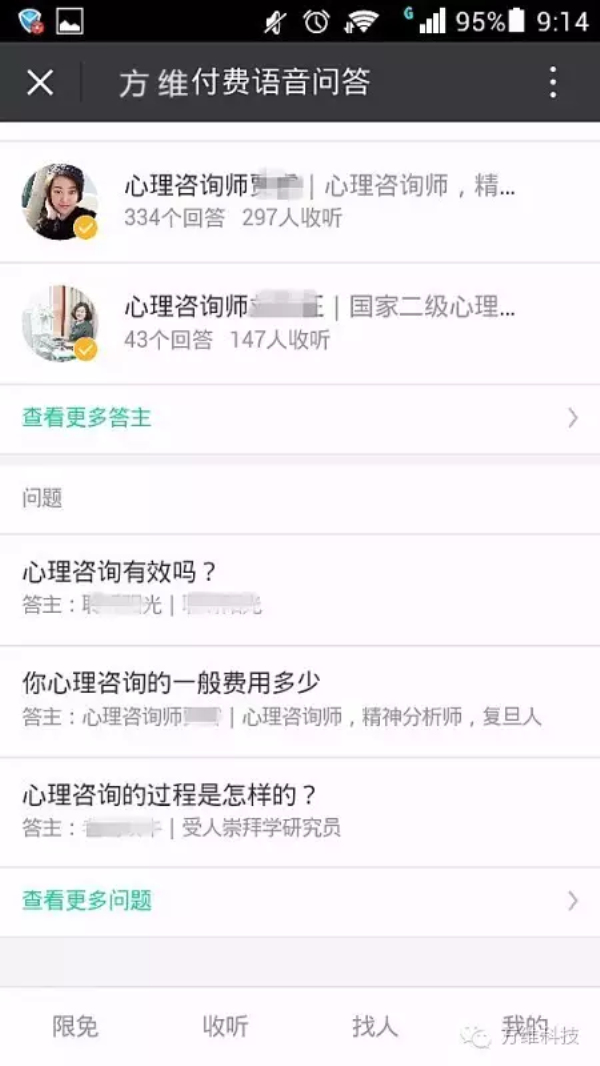 G 95% 9:14
方维付费语音问答
心理咨询师 | 心理咨询师，精...
334个回答 297人收听
心理咨询师 | 国家二级心理...
43个回答 147人收听
查看更多答主
问题
心理咨询有效吗？
答主： 光 |
你心理咨询的一般费用多少
答主：心理咨询师 | 心理咨询师，精神分析师，复旦人
心理咨询的过程是怎样的？
答主： | 受人崇拜学研究员
查看更多问题
限免 收听 找人 我的
方维科技